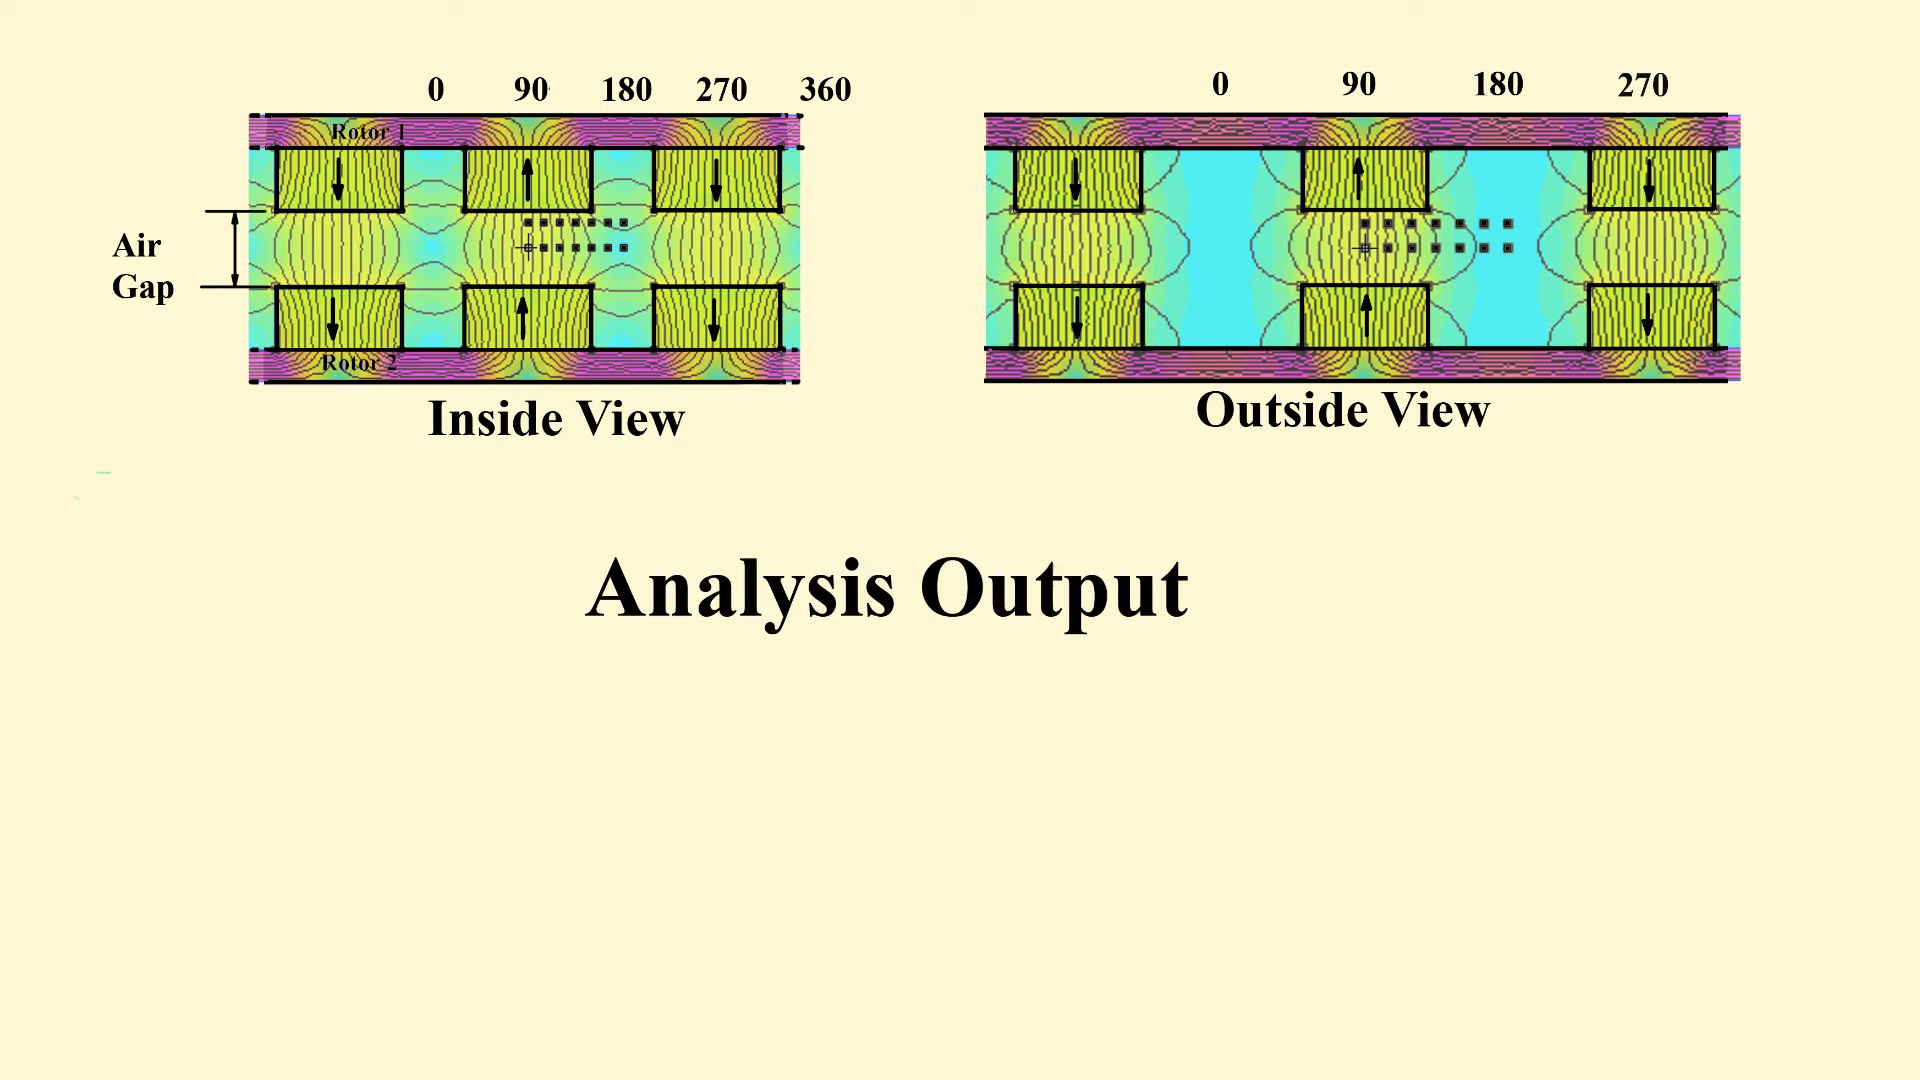 0 90 180 270 360
Rotor 1
Air
Gap
Rotor 2
Inside View
0 90 180 270
Outside View
Analysis Output